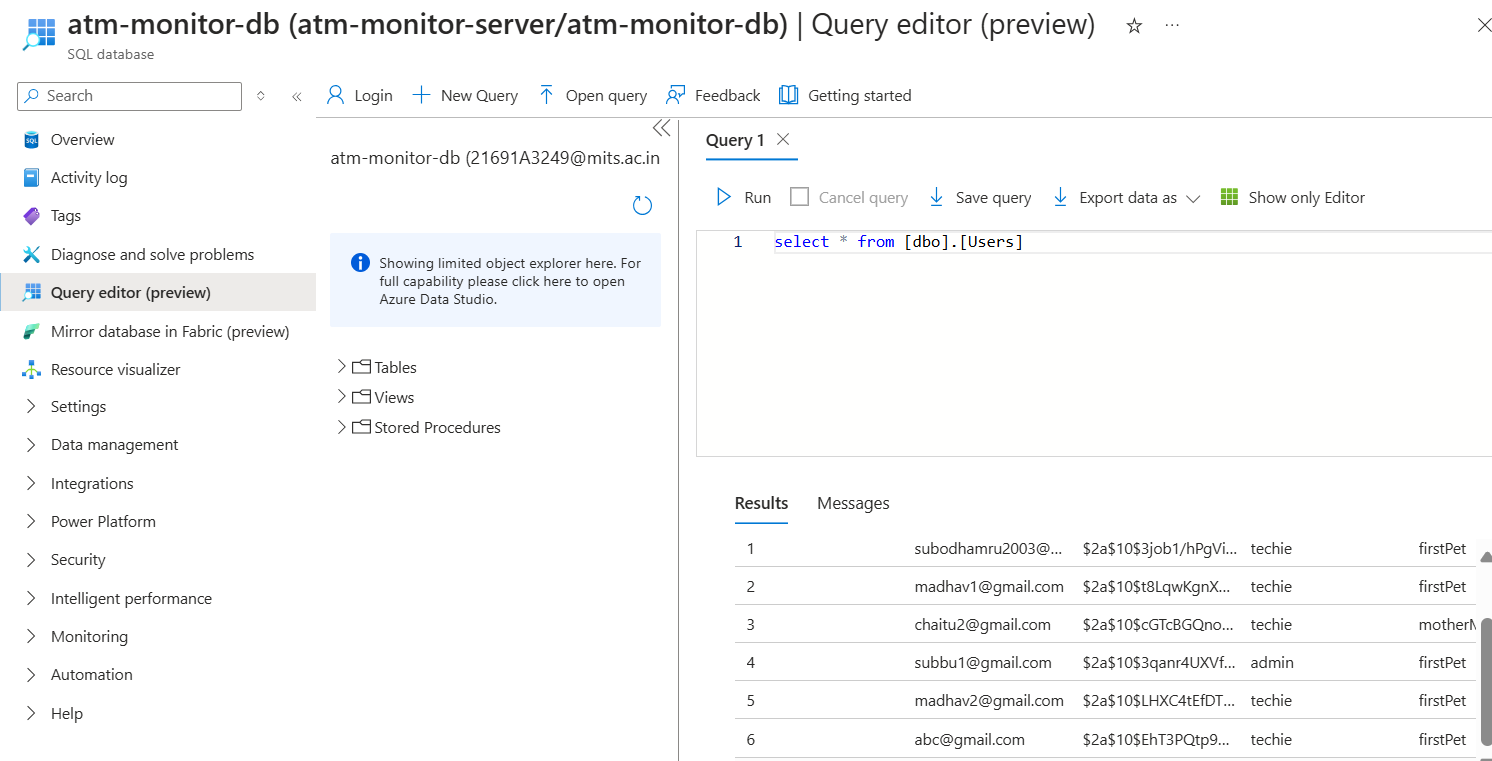 atm-monitor-db (atm-monitor-server/atm-monitor-db) | Query editor (preview)
SQL database
Search
Overview
Activity log
Tags
Diagnose and solve problems
Query editor (preview)
Mirror database in Fabric (preview)
Resource visualizer
Settings
Data management
Integrations
Power Platform
Security
Intelligent performance
Monitoring
Automation
Help
Login New Query Open query Feedback Getting started
atm-monitor-db (21691A3249@mits.ac.in
Showing limited object explorer here. For
full capability please click here to open
Azure Data Studio.
Tables
Views
Stored Procedures
Query 1
Run Cancel query Save query Export data as Show only Editor
1 select * from [dbo].[Users]
Results Messages
1 subodhamru2003@... $2a$10$3job1/hPgVi... techie firstPet
2 madhav1@gmail.com $2a$10$t8LqwKgnX... techie firstPet
3 chaitu2@gmail.com $2a$10$cGTcBGQno... techie motherM
4 subbu1@gmail.com $2a$10$3qanr4UXVf... admin firstPet
5 madhav2@gmail.com $2a$10$LHXC4tEfDT... techie firstPet
6 abc@gmail.com $2a$10$EhT3PQtp9... techie firstPet